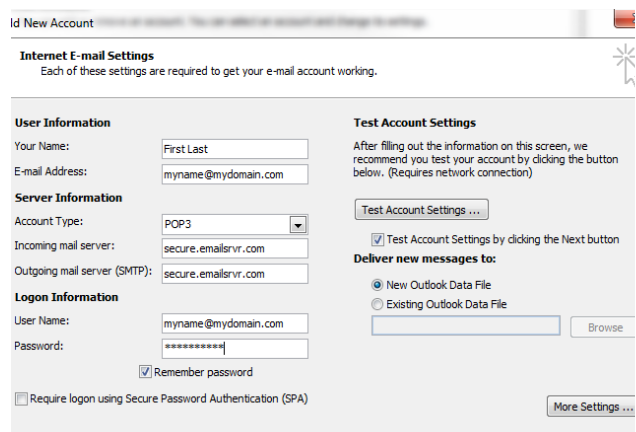 ld New Account
Internet E-mail Settings
Each of these settings are required to get your e-mail account working.
User Information
Your Name:
First Last
E-mail Address:
myname@mydomain.com
Server Information
Account Type:
POP3
Incoming mail server:
secure.emailsrvr.com
Outgoing mail server (SMTP):
secure.emailsrvr.com
Logon Information
User Name:
myname@mydomain.com
Password:
**********
Remember password
Require logon using Secure Password Authentication (SPA)
Test Account Settings
After filling out the information on this screen, we
recommend you test your account by clicking the button
below. (Requires network connection)
Test Account Settings ...
Test Account Settings by clicking the Next button
Deliver new messages to:
New Outlook Data File
Existing Outlook Data File
Browse
More Settings ...